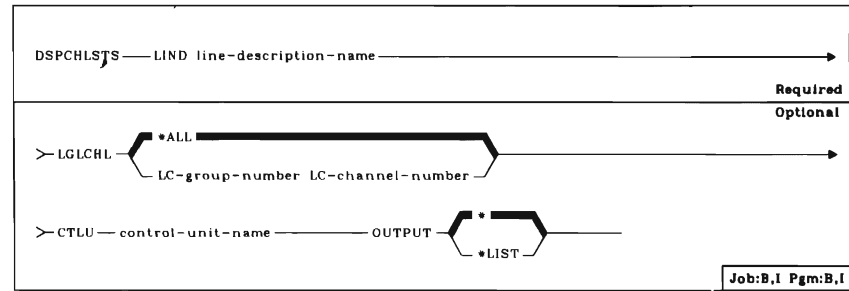 DSPCHLSTS LIND line-description-name
Required
Optional
*ALL
LGLCHL
LC-group-number LC-channel-number
*
CTLU control-unit-name OUTPUT
*LIST
Job:B,I Pgm:B,I